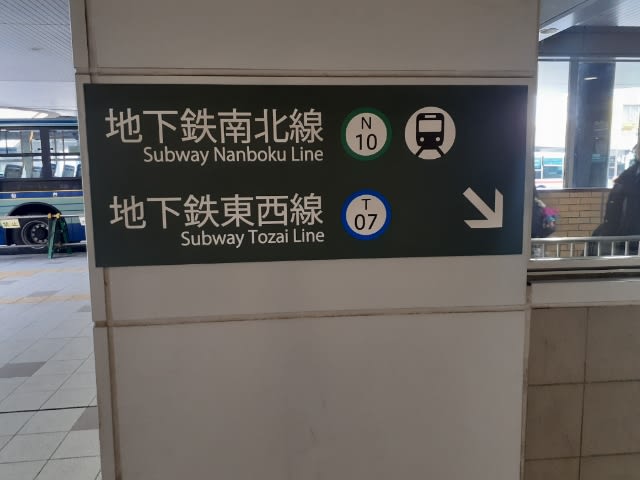 地下鉄南北線
Subway Nanboku Line
N
10
地下鉄東西線
Subway Tozai Line
T
07